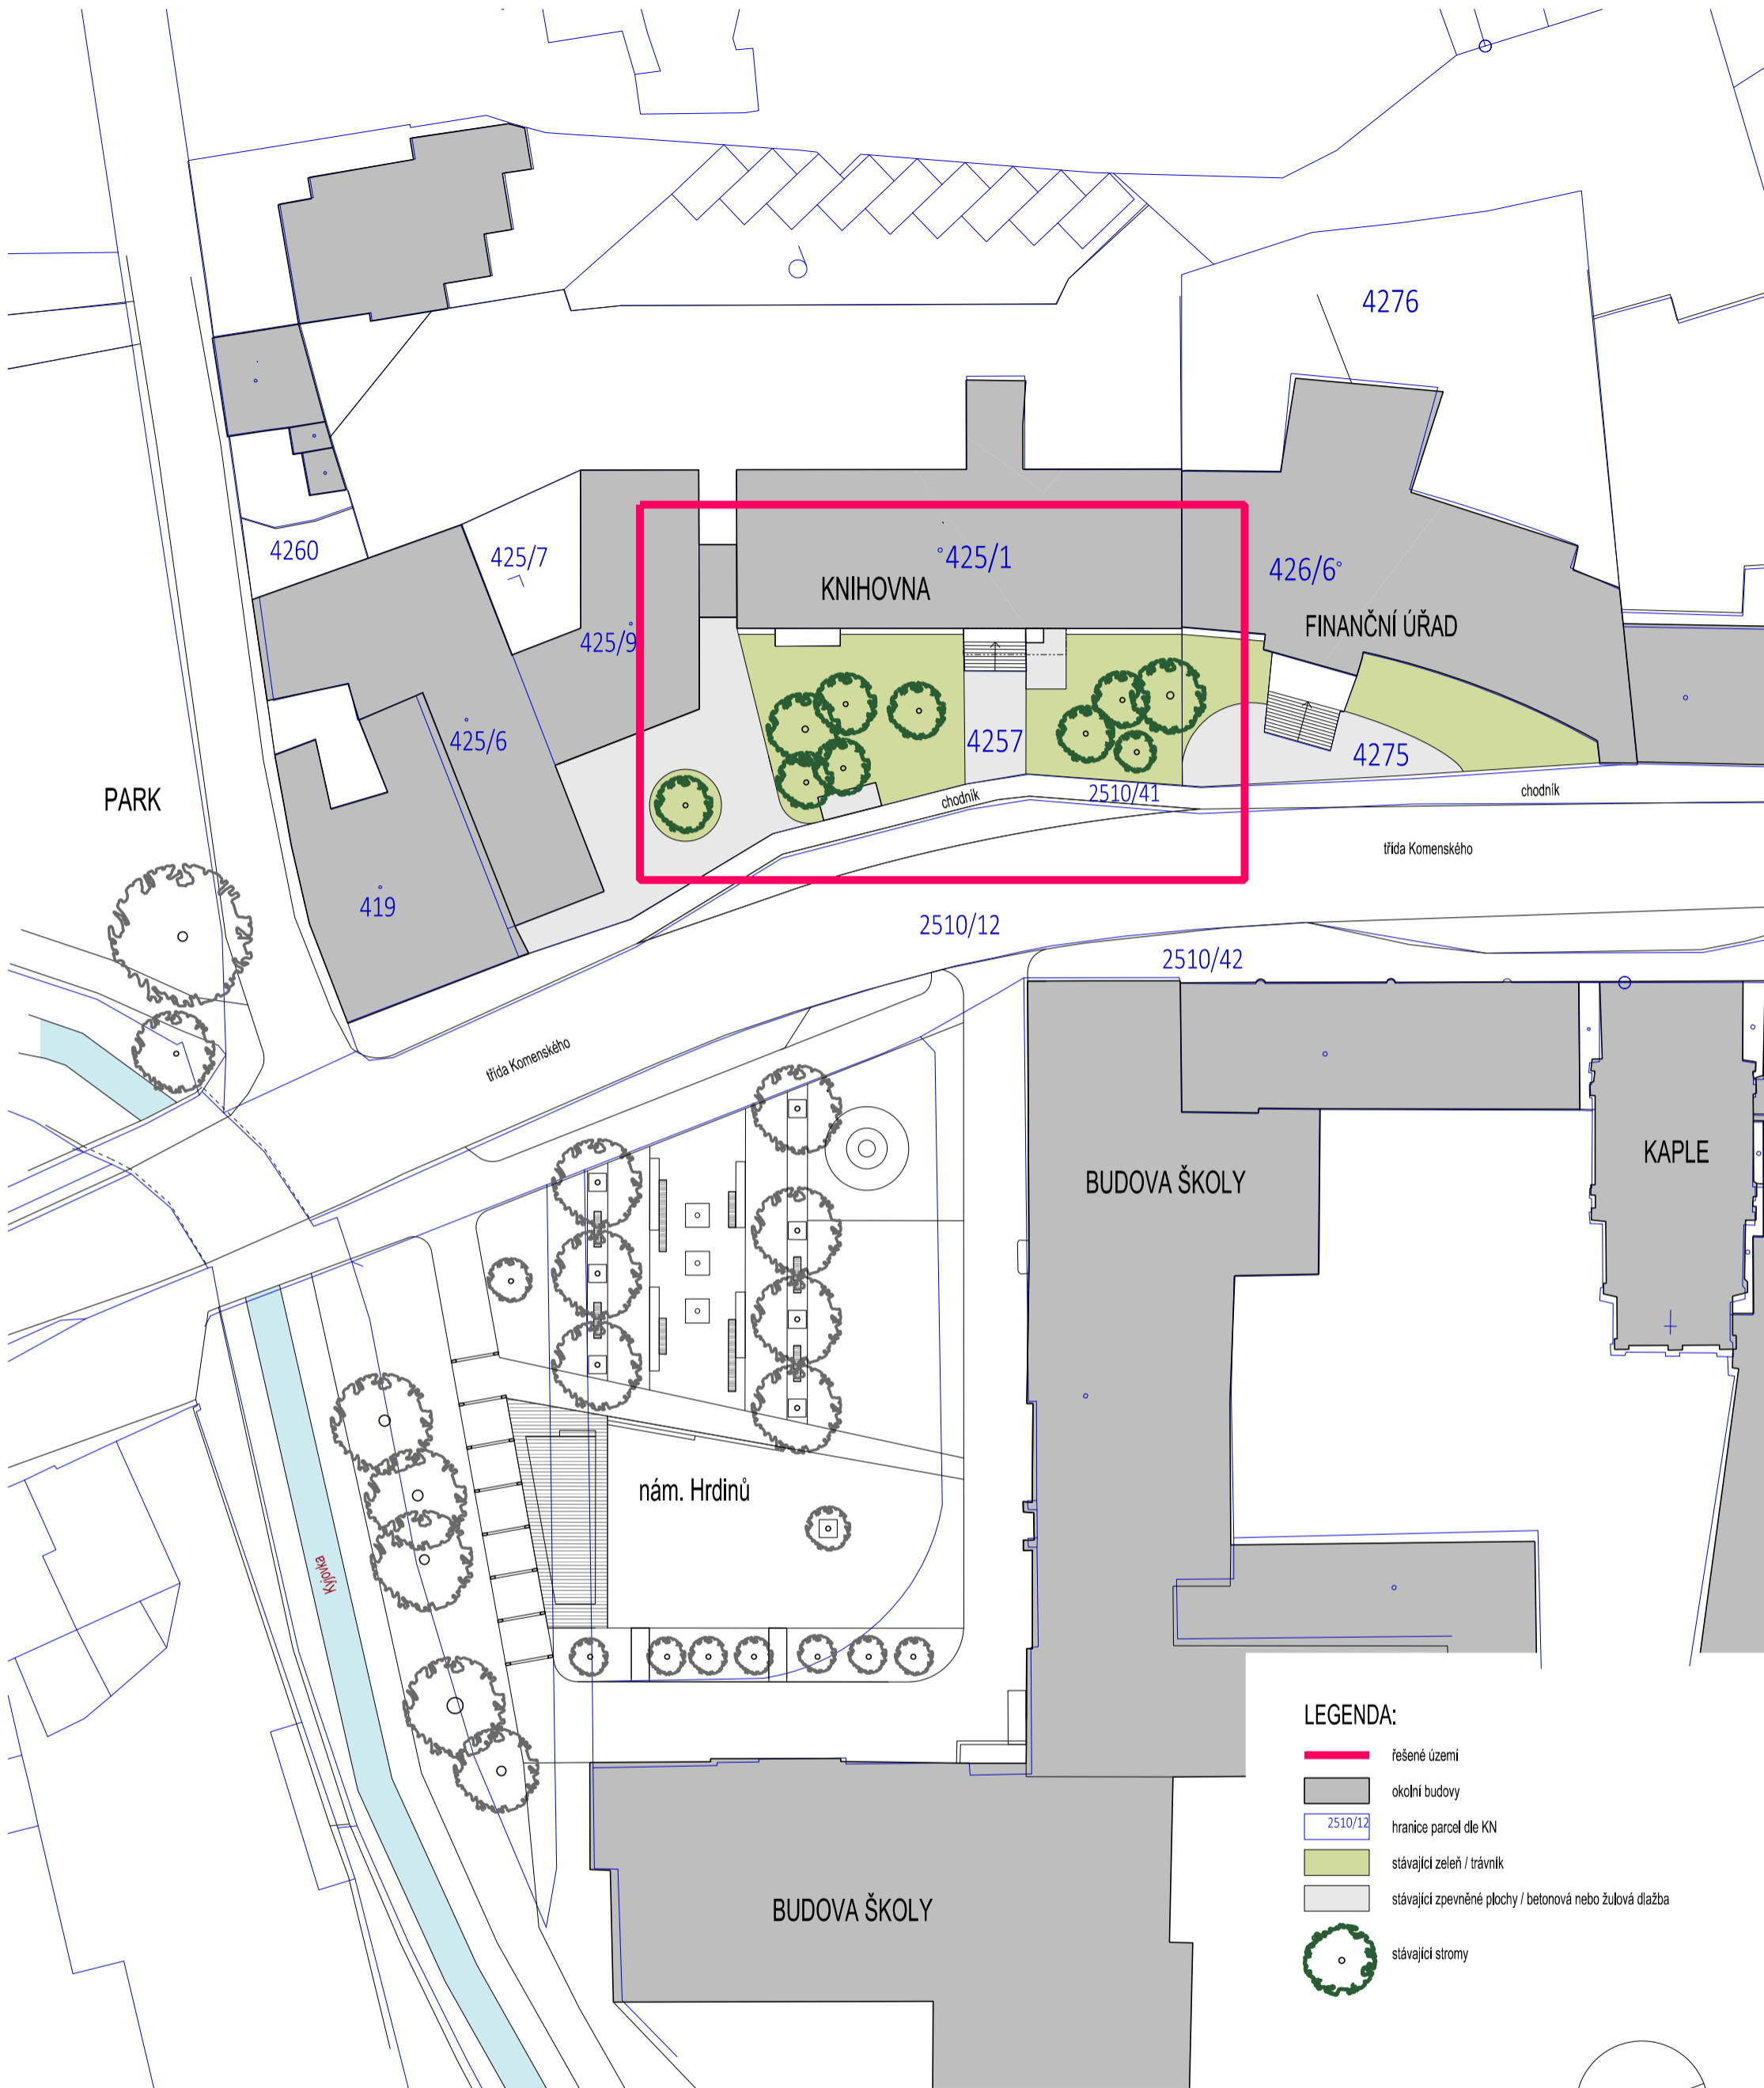 4276
4260
425/7
425/1
KNIHOVNA
426/6
FINANČNÍ ÚŘAD
425/9
425/6
4257
4275
PARK
chodník
2510/41
chodník
třída Komenského
419
2510/12
2510/42
třída Komenského
BUDOVA ŠKOLY
KAPLE
nám. Hrdinů
Kyjovka
LEGENDA:
řešené území
okolní budovy
2510/12 hranice parcel dle KN
stávající zeleň / trávník
stávající zpevněné plochy / betonová nebo žulová dlažba
stávající stromy
BUDOVA ŠKOLY